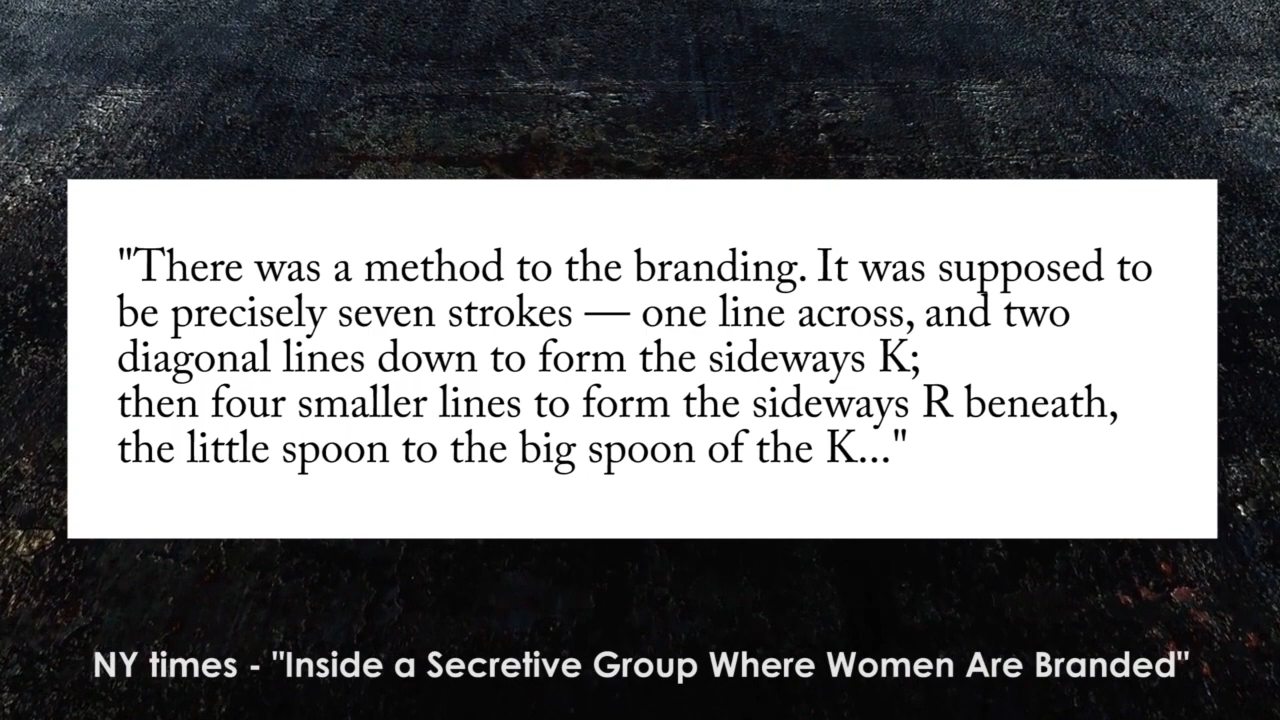 "There was a method to the branding. It was supposed to
be precisely seven strokes — one line across, and two
diagonal lines down to form the sideways K;
then four smaller lines to form the sideways R beneath,
the little spoon to the big spoon of the K..."
NY times - "Inside a Secretive Group Where Women Are Branded"